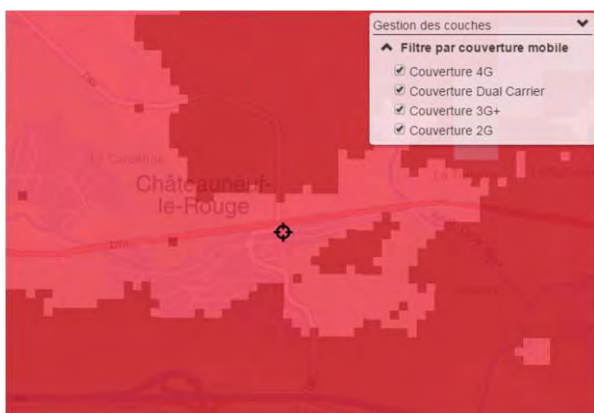 Gestion des couches
Filtre par couverture mobile
Couverture 4G
Couverture Dual Carrier
Couverture 3G+
Couverture 2G
Châteauneuf-
le-Rouge